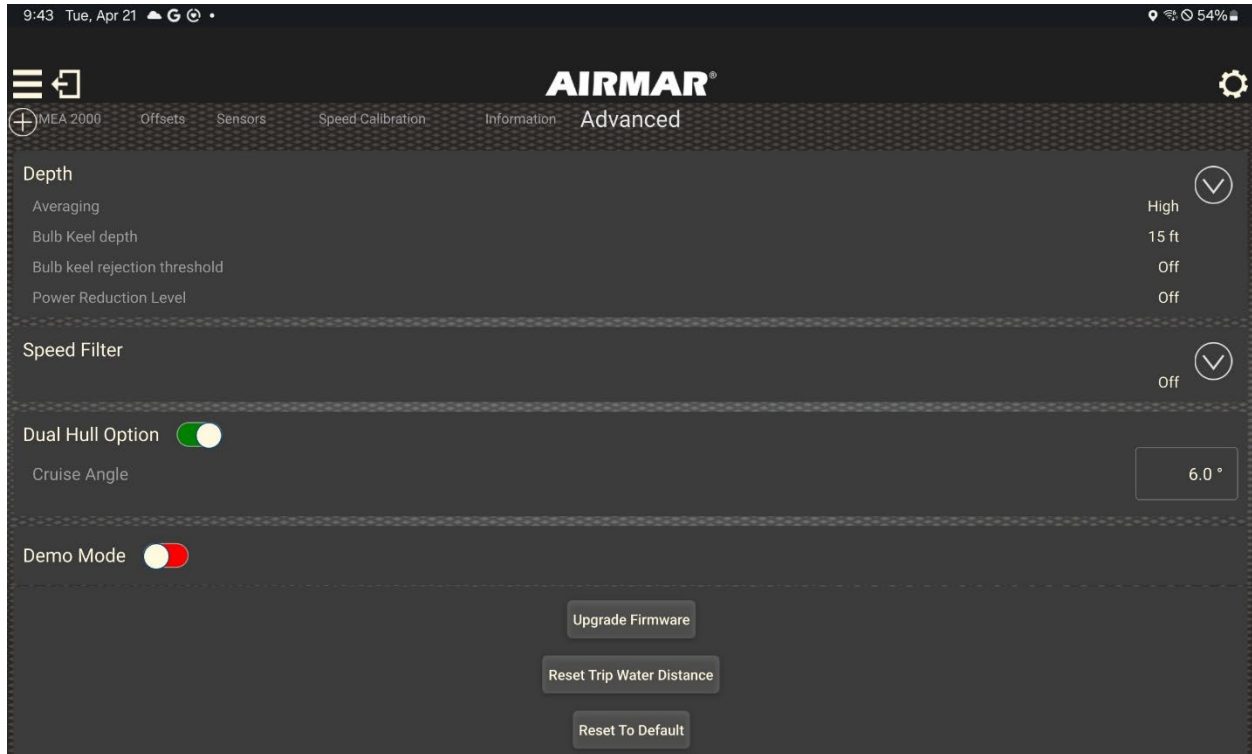 9:43 Tue, Apr 21 G 54%
AIRMAR®
MEA 2000 Offsets Sensors Speed Calibration Information Advanced
Depth
Averaging High
Bulb Keel depth 15 ft
Bulb keel rejection threshold Off
Power Reduction Level Off
Speed Filter
Off
Dual Hull Option
Cruise Angle 6.0 °
Demo Mode
Upgrade Firmware
Reset Trip Water Distance
Reset To Default